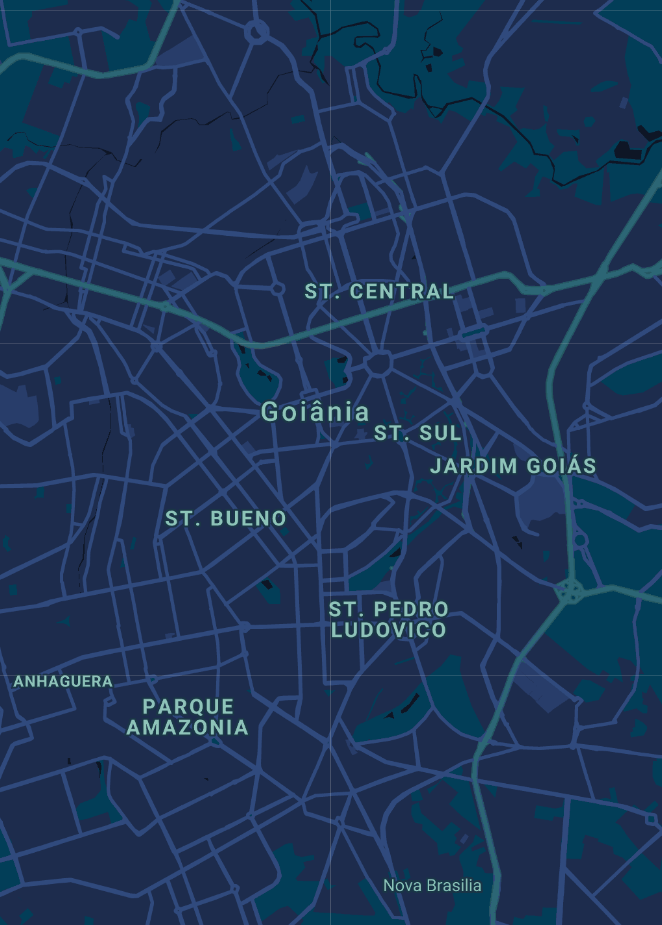 ST. CENTRAL
Goiânia
ST. SUL
JARDIM GOIÁS
ST. BUENO
ST. PEDRO
LUDOVICO
ANHAGUERA
PARQUE
AMAZONIA
Nova Brasilia